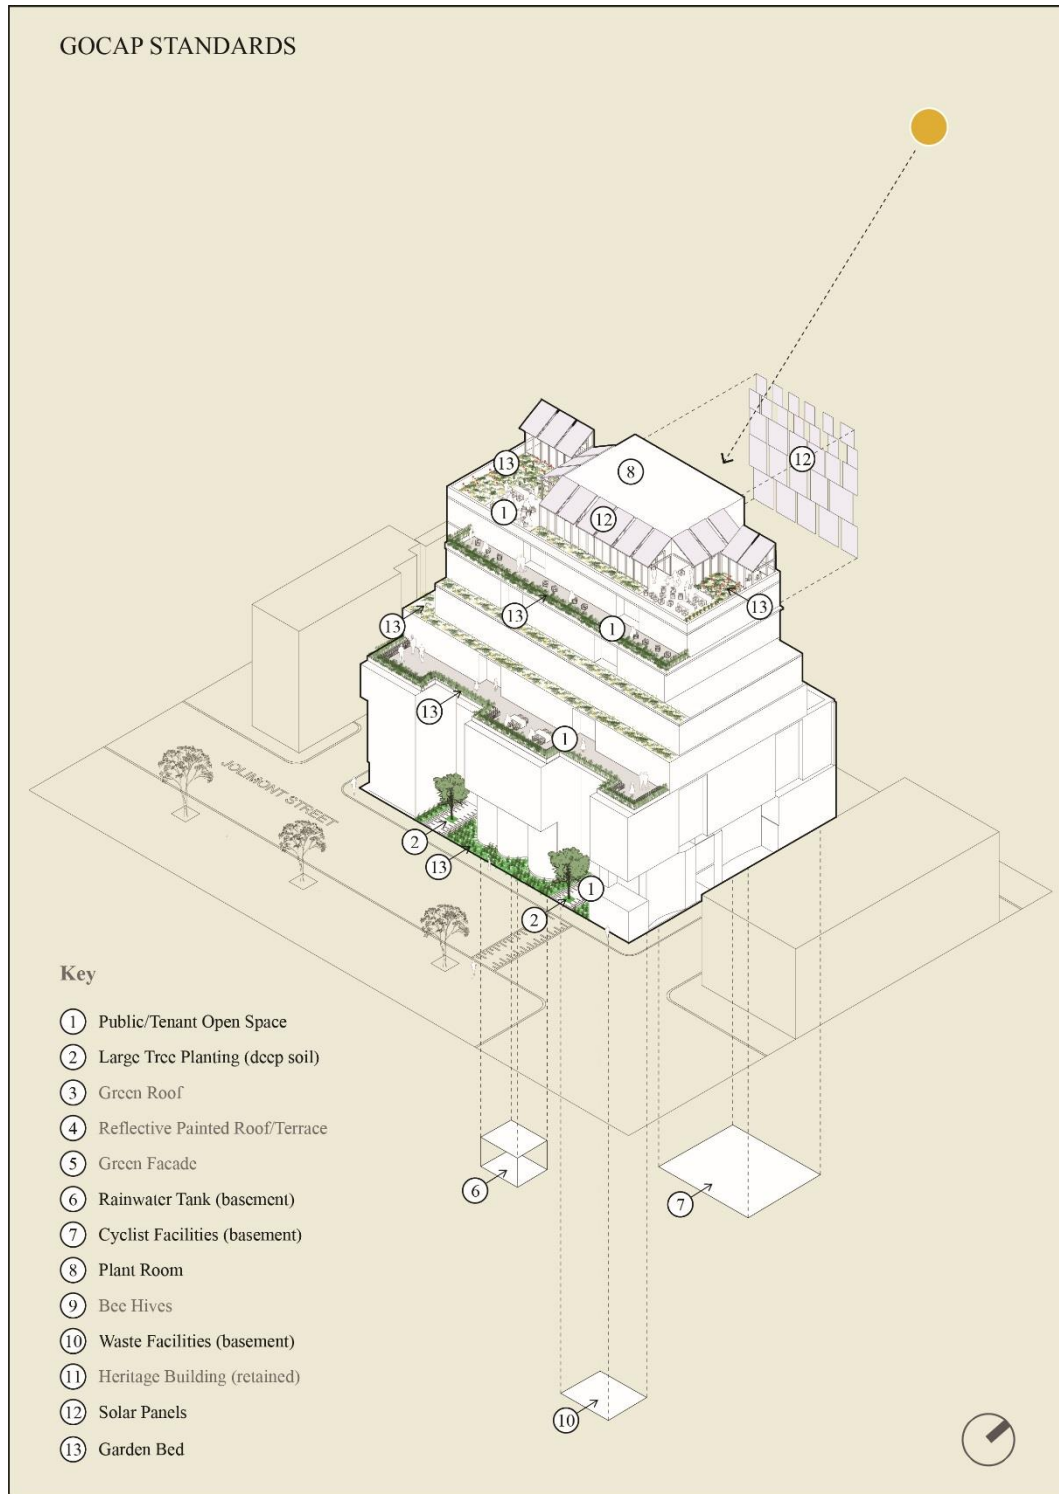 GOCAP STANDARDS
12
13
8
1
12
13
13
13
1
13
1
JOLIMONT STREET
2
13
1
2
Key
1 Public/Tenant Open Space
2 Large Tree Planting (deep soil)
3 Green Roof
4 Reflective Painted Roof/Terrace
5 Green Facade
6 Rainwater Tank (basement)
7 Cyclist Facilities (basement)
8 Plant Room
9 Bee Hives
10 Waste Facilities (basement)
11 Heritage Building (retained)
12 Solar Panels
13 Garden Bed
6
7
10